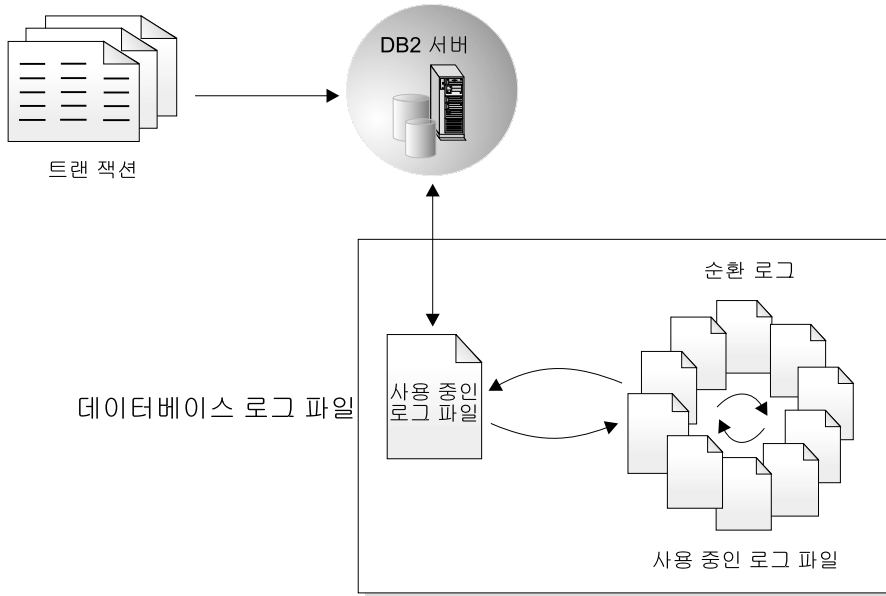 DB2 서버
트랜 잭션
순환 로그
사용 중인
로그 파일
데이터베이스 로그 파일
사용 중인 로그 파일